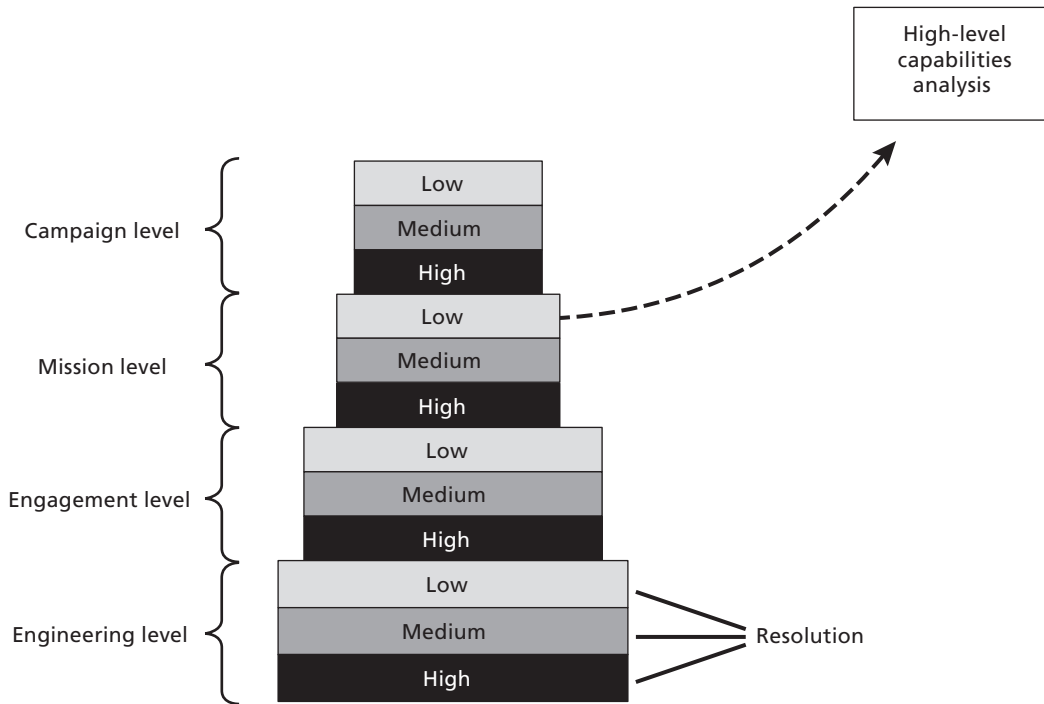 High-level
capabilities
analysis
Campaign level
Low
Medium
High
Mission level
Low
Medium
High
Engagement level
Low
Medium
High
Engineering level
Low
Medium
High
Resolution